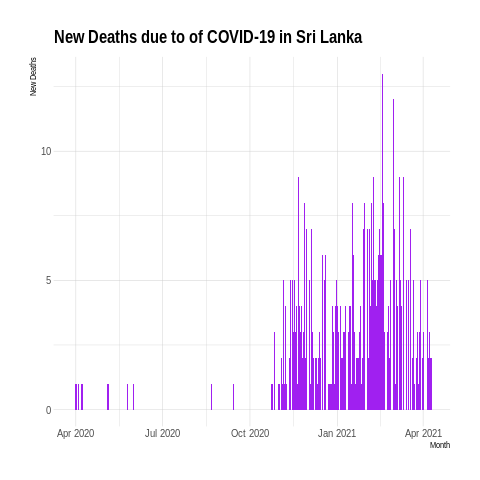 New Deaths due to of COVID-19 in Sri Lanka
New Deaths
10
5
0
Apr 2020 Jul 2020 Oct 2020 Jan 2021 Apr 2021
Month